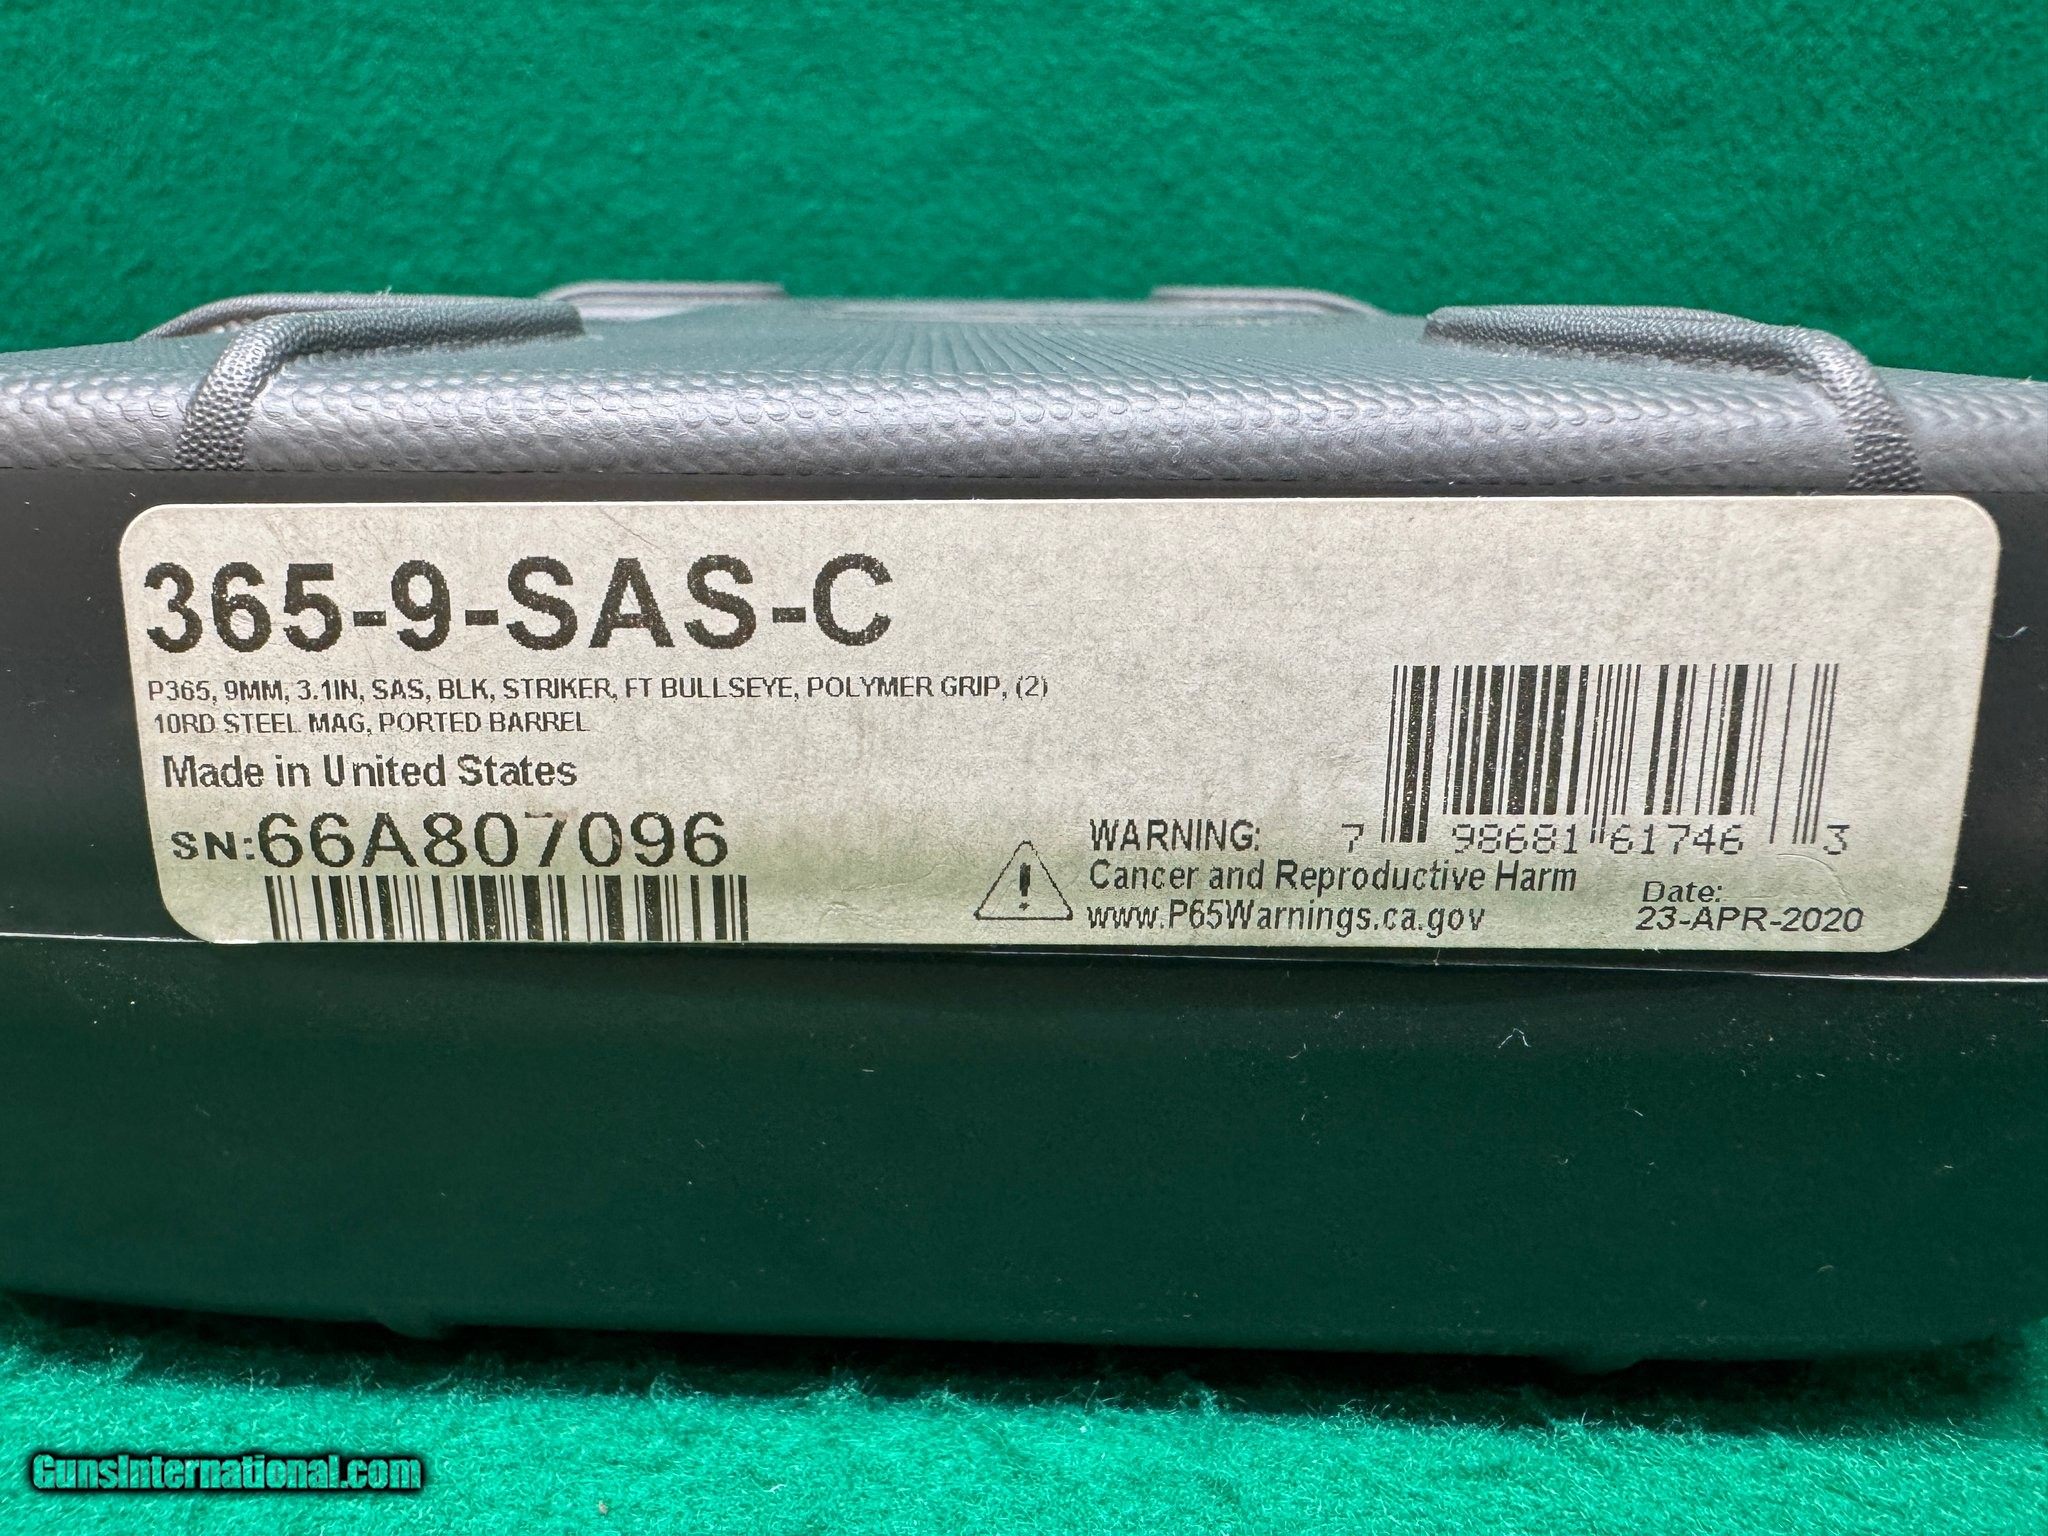 365-9-SAS-C
P365, 9MM, 3.1IN, SAS, BLK, STRIKER, FT BULLSEYE, POLYMER GRIP, (2)
10RD STEEL MAG, PORTED BARREL
Made in United States
SN:66A807096
WARNING:
Cancer and Reproductive Harm
www.P65Warnings.ca.gov
7 98681 61746 3
Date:
23-APR-2020
GunsInternational.com